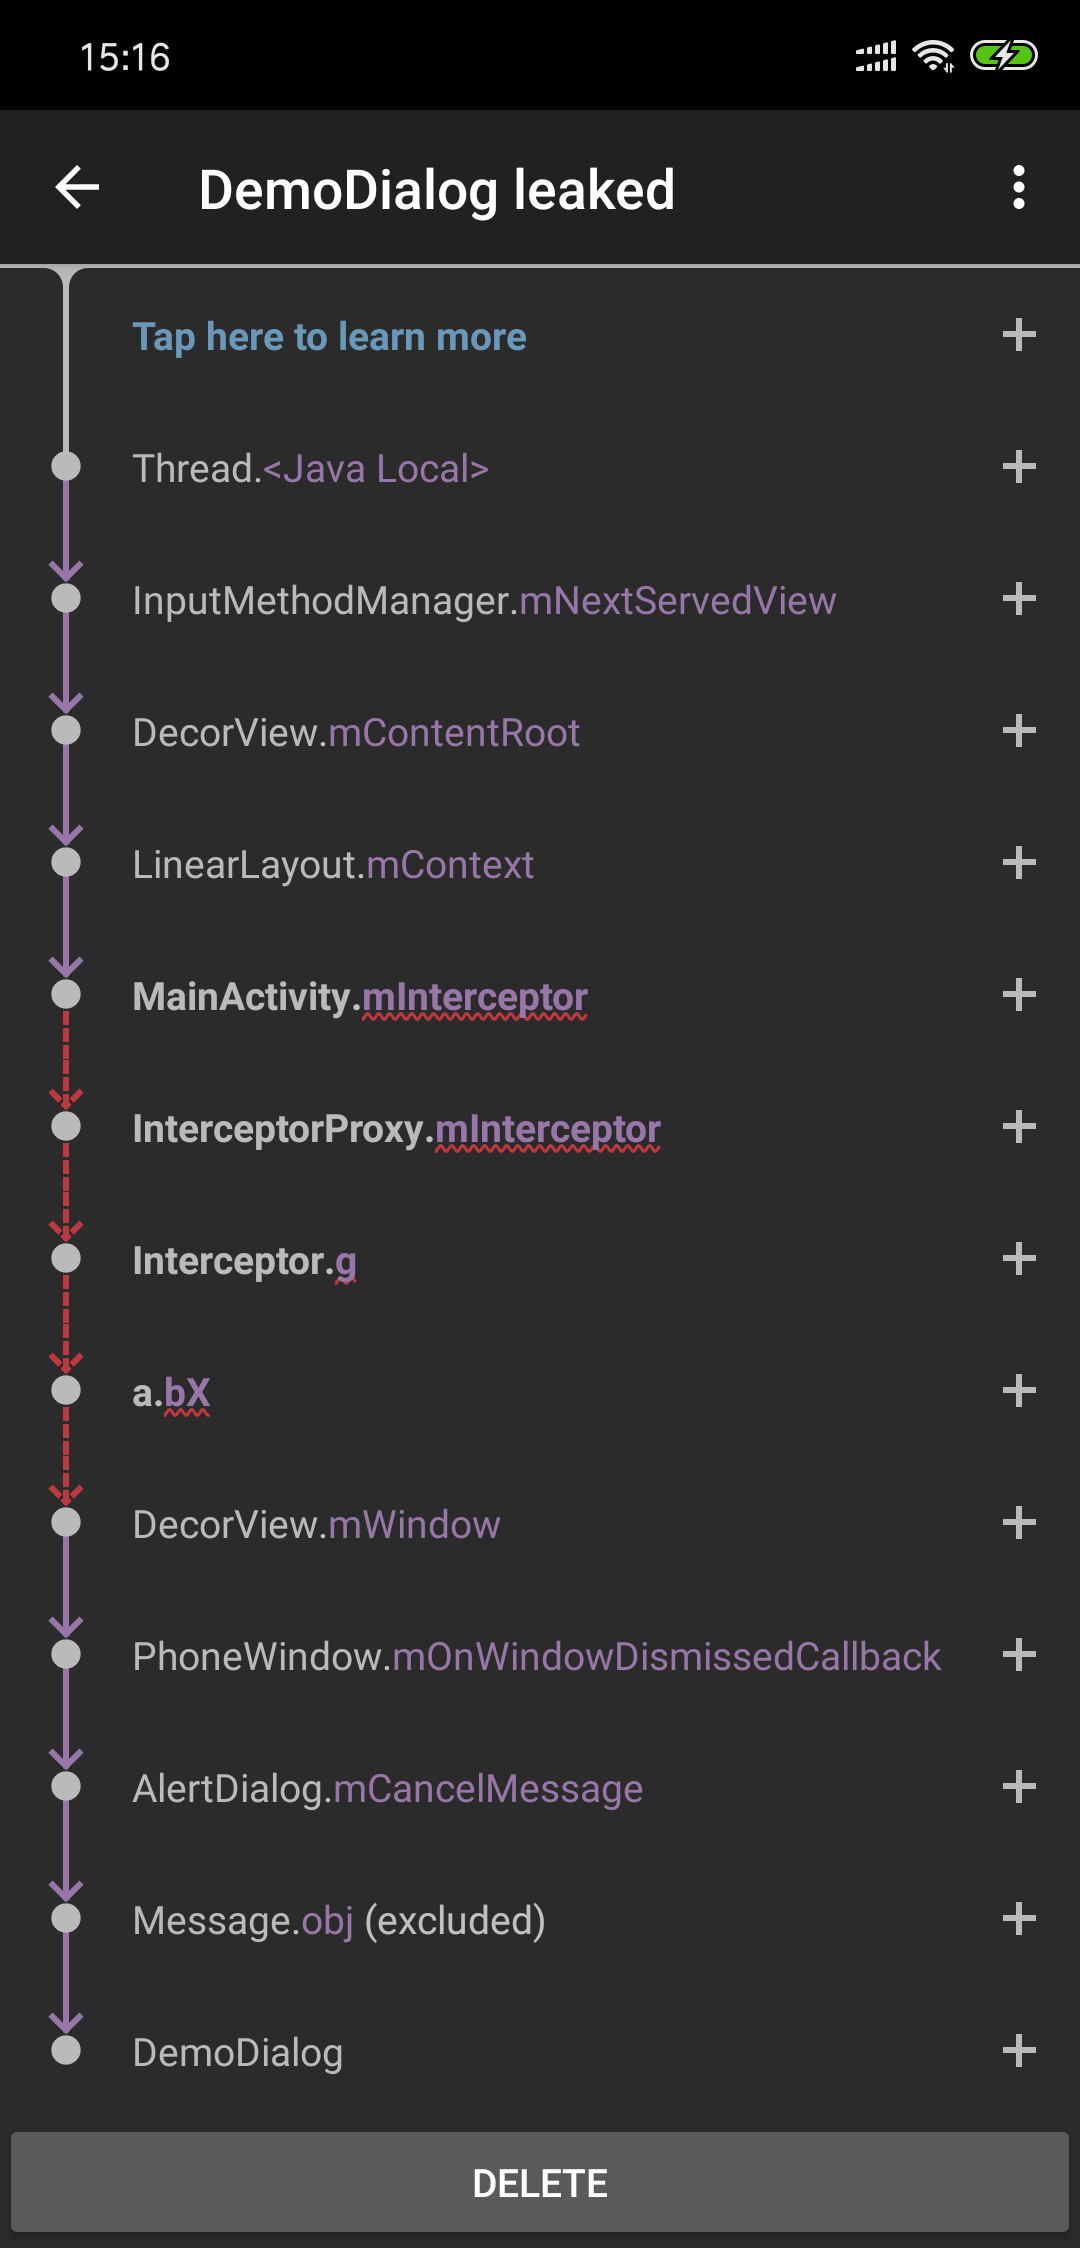 15:16
DemoDialog leaked
Tap here to learn more
Thread.<Java Local>
InputMethodManager.mNextServedView
DecorView.mContentRoot
LinearLayout.mContext
MainActivity.mInterceptor
InterceptorProxy.mInterceptor
Interceptor.g
a.bX
DecorView.mWindow
PhoneWindow.mOnWindowDismissedCallback
AlertDialog.mCancelMessage
Message.obj (excluded)
DemoDialog
DELETE